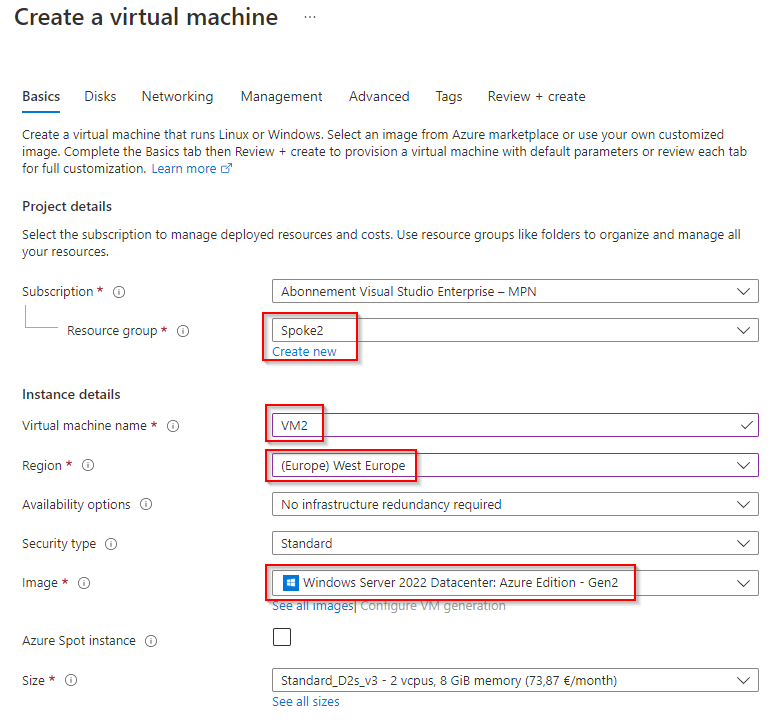 Create a virtual machine ...
Basics Disks Networking Management Advanced Tags Review + create
Create a virtual machine that runs Linux or Windows. Select an image from Azure marketplace or use your own customized
image. Complete the Basics tab then Review + create to provision a virtual machine with default parameters or review each tab
for full customization. Learn more
Project details
Select the subscription to manage deployed resources and costs. Use resource groups like folders to organize and manage all
your resources.
Subscription * Abonnement Visual Studio Enterprise – MPN
Resource group * Spoke2
Create new
Instance details
Virtual machine name * VM2
Region * (Europe) West Europe
Availability options No infrastructure redundancy required
Security type Standard
Image * Windows Server 2022 Datacenter: Azure Edition - Gen2
See all images | Configure VM generation
Azure Spot instance
Size * Standard_D2s_v3 - 2 vcpus, 8 GiB memory (73,87 €/month)
See all sizes